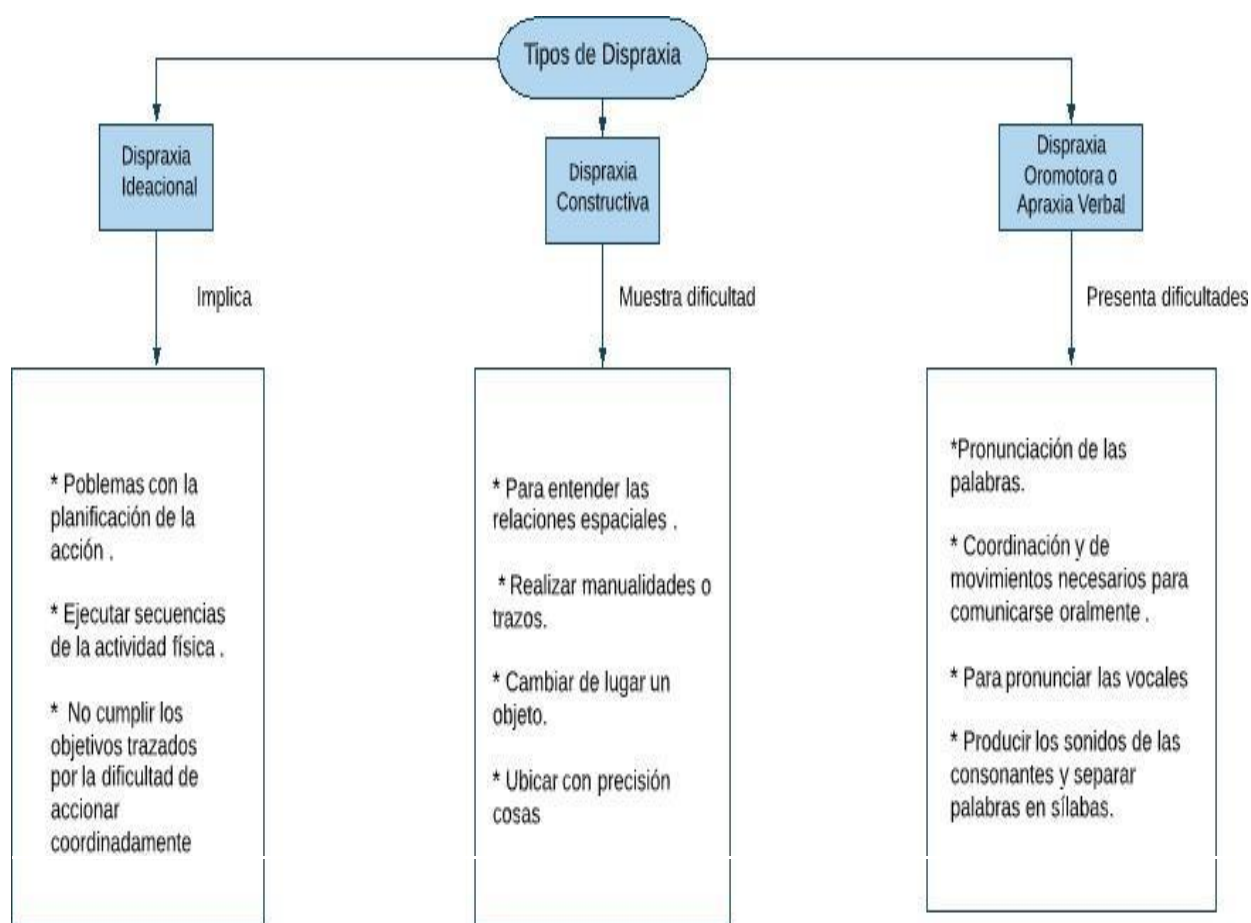 Tipos de Dispraxia
Dispraxia
Ideacional
Dispraxia
Constructiva
Dispraxia
Oromotora o
Apraxia Verbal
Implica
Muestra dificultad
Presenta dificultades
* Poblemas con la
planificación de la
acción .
* Ejecutar secuencias
de la actividad física .
* No cumplir los
objetivos trazados
por la dificultad de
accionar
coordinadamente
* Para entender las
relaciones espaciales .
* Realizar manualidades o
trazos.
* Cambiar de lugar un
objeto.
* Ubicar con precisión
cosas
*Pronunciación de las
palabras.
* Coordinación y de
movimientos necesarios para
comunicarse oralmente .
* Para pronunciar las vocales
* Producir los sonidos de las
consonantes y separar
palabras en sílabas.